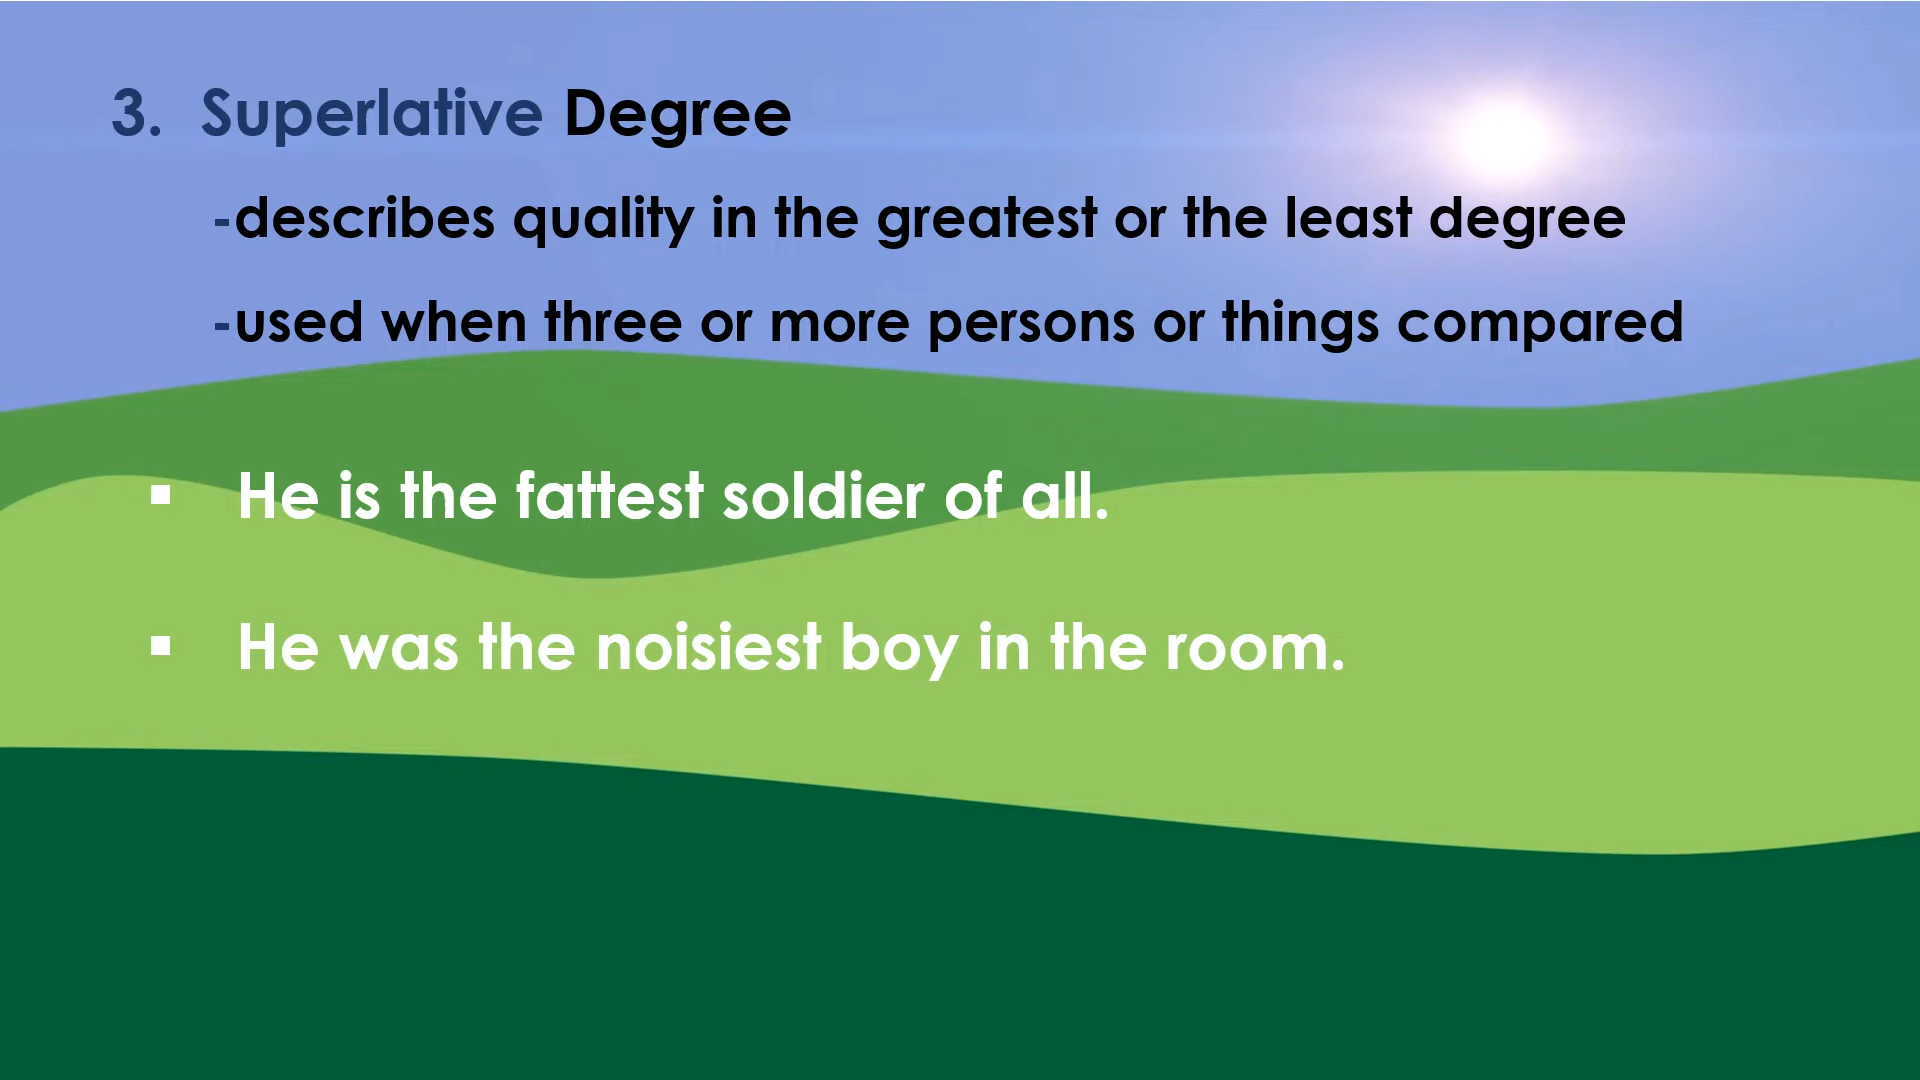 3. Superlative Degree
-describes quality in the greatest or the least degree
-used when three or more persons or things compared
▪ He is the fattest soldier of all.
▪ He was the noisiest boy in the room.